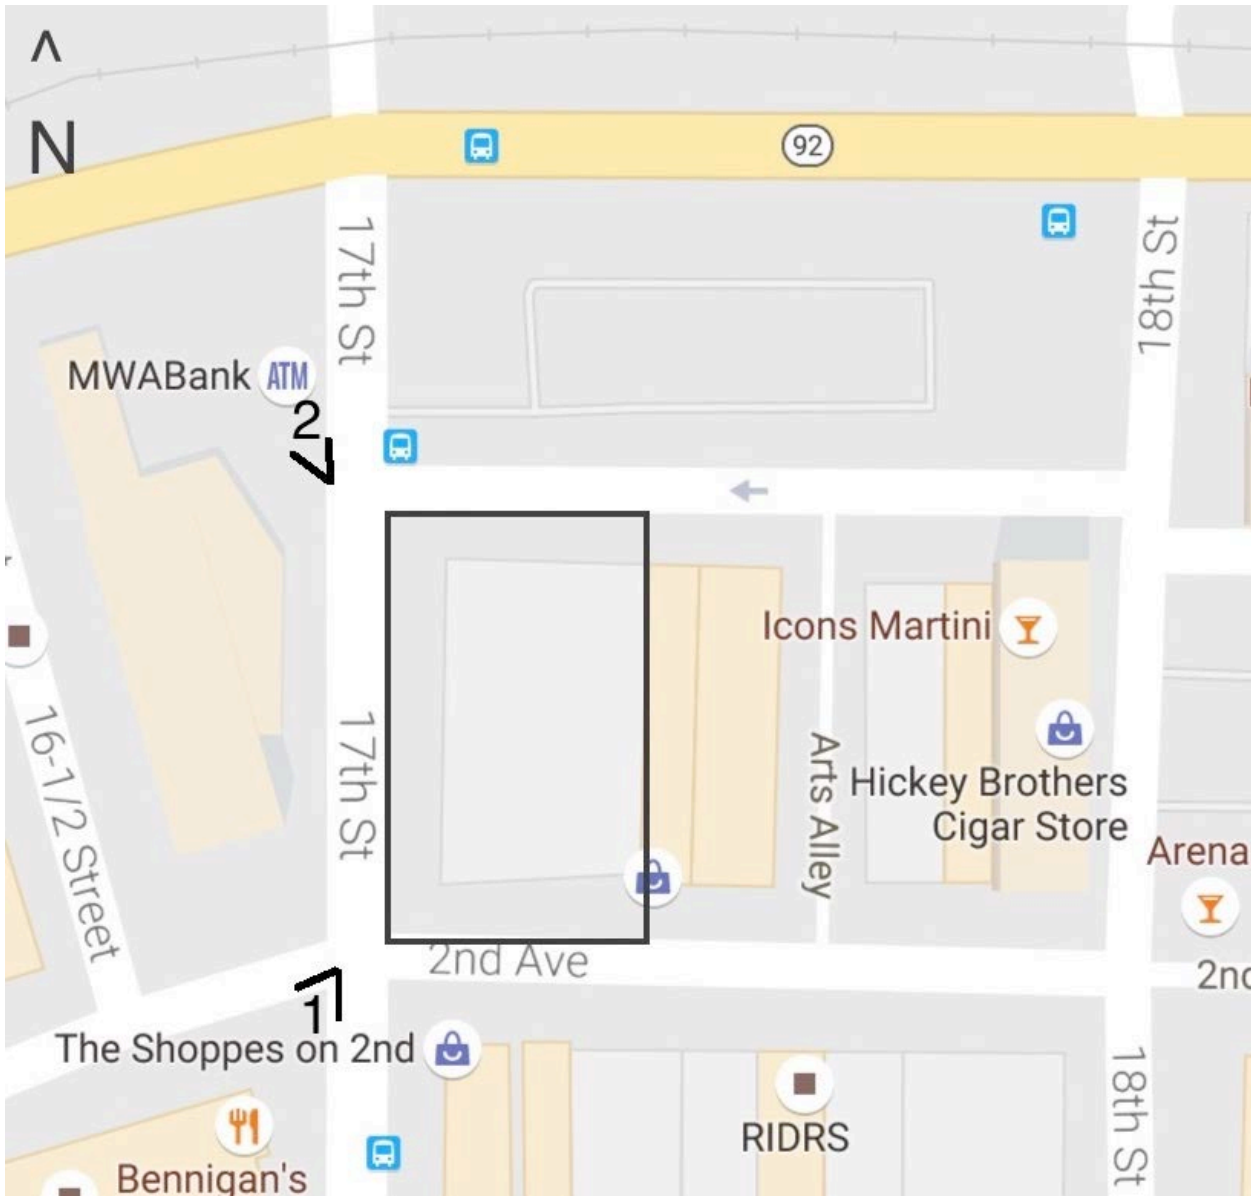 ^
N
92
17th St
18th St
MWABank
ATM
2
Icons Martini
17th St
16-1/2 Street
Arts Alley
Hickey Brothers
Cigar Store
Arena
2nd Ave
2nd
1
The Shoppes on 2nd
18th St
RIDRS
Bennigan's